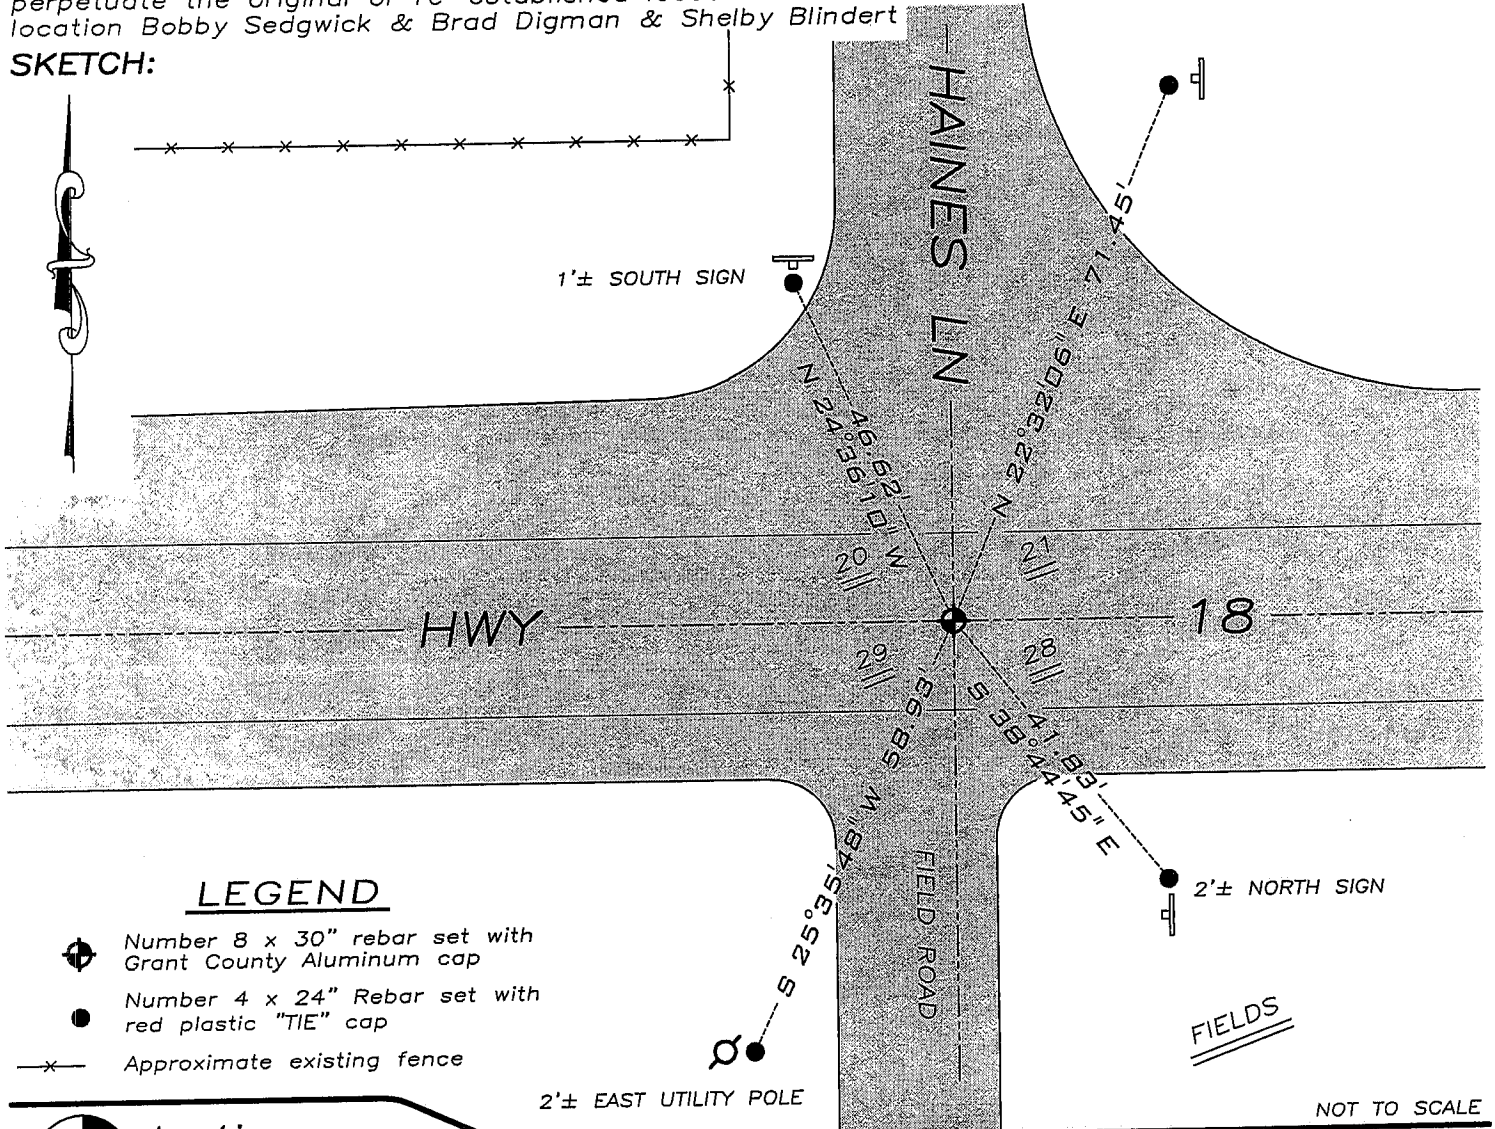 location Bobby Sedgwick & Brad Digman & Shelby Blindert
SKETCH:
HAINES LN
1'± SOUTH SIGN
N 24°36'10" W
46.62'
N 22°32'06" E 71.45'
20
21
HWY
18
29
28
S 25°35'48" W 58.93'
S 38°44'45" E
41.83'
FIELD ROAD
2'± NORTH SIGN
LEGEND
Number 8 x 30" rebar set with
Grant County Aluminum cap
Number 4 x 24" Rebar set with
red plastic "TIE" cap
Approximate existing fence
2'± EAST UTILITY POLE
FIELDS
NOT TO SCALE